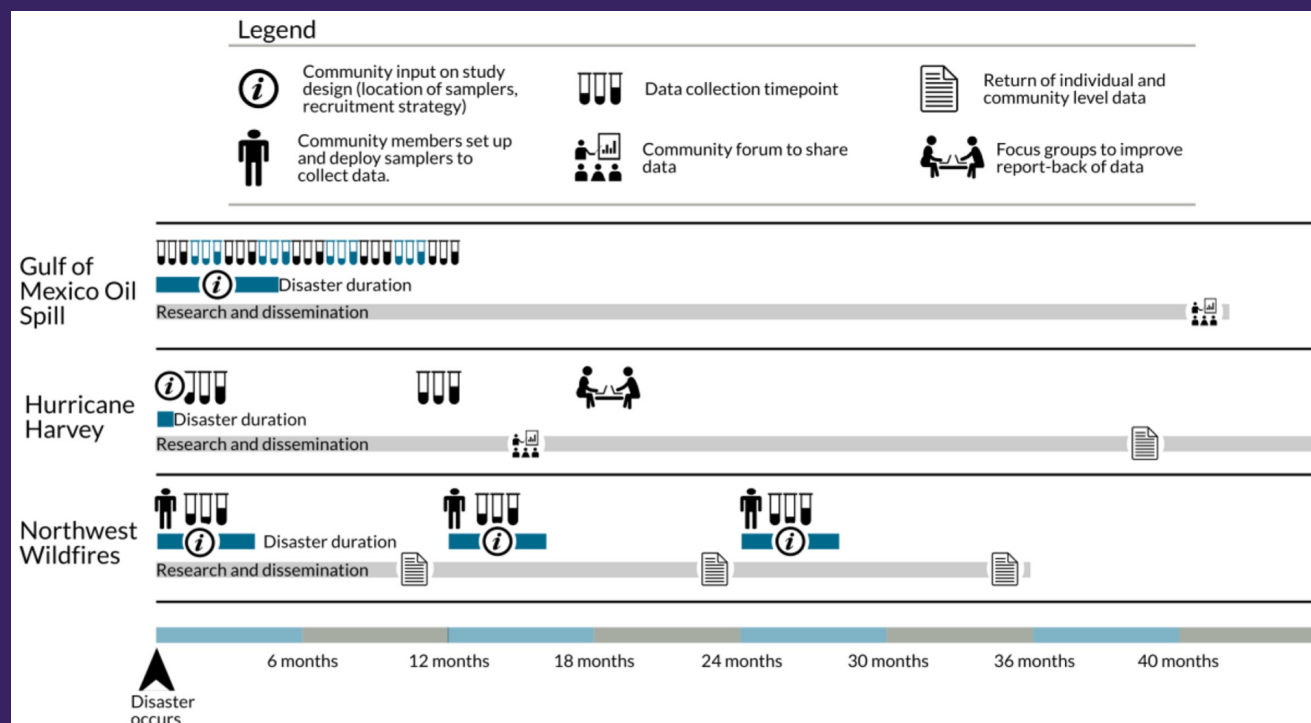 Legend
Community input on study
design (location of samplers,
recruitment strategy)
Data collection timepoint
Return of individual and
community level data
Community members set up
and deploy samplers to
collect data.
Community forum to share
data
Focus groups to improve
report-back of data
Gulf of
Mexico Oil
Spill
Disaster duration
Research and dissemination
Hurricane
Harvey
Disaster duration
Research and dissemination
Northwest
Wildfires
Disaster duration
Research and dissemination
6 months
12 months
18 months
24 months
30 months
36 months
40 months
Disaster
occurs